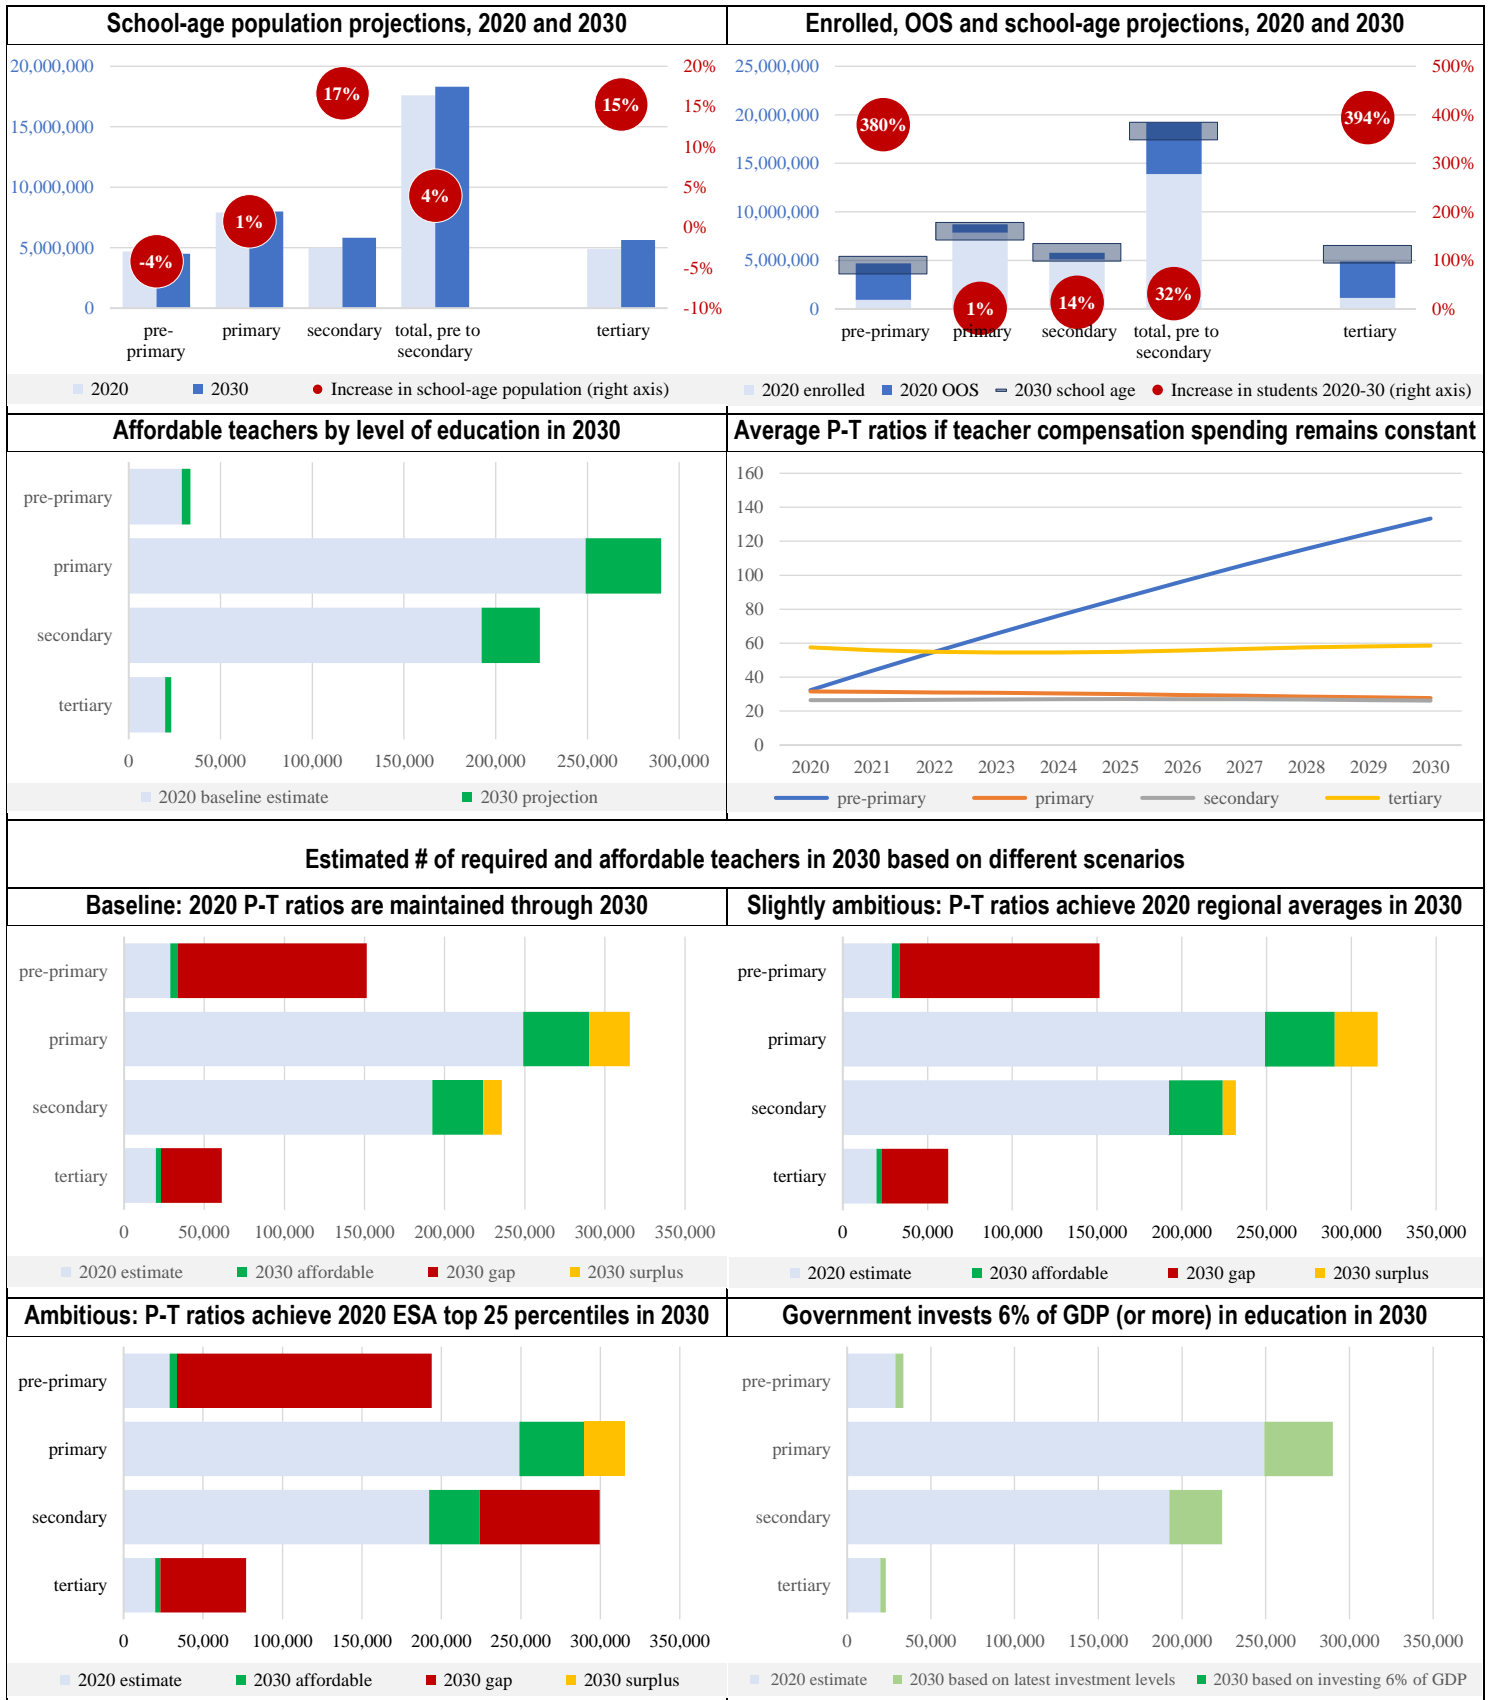 School-age population projections, 2020 and 2030
20,000,000
15,000,000
10,000,000
5,000,000
0
20%
15%
10%
5%
0%
-5%
-10%
-4%
1%
17%
4%
15%
pre-
primary
primary
secondary
total, pre to
secondary
tertiary
2020
2030
Increase in school-age population (right axis)
Enrolled, OOS and school-age projections, 2020 and 2030
25,000,000
20,000,000
15,000,000
10,000,000
5,000,000
0
500%
400%
300%
200%
100%
0%
380%
1%
14%
32%
394%
pre-primary
primary
secondary
total, pre to
secondary
tertiary
2020 enrolled
2020 OOS
2030 school age
Increase in students 2020-30 (right axis)
Affordable teachers by level of education in 2030
pre-primary
primary
secondary
tertiary
0 50,000 100,000 150,000 200,000 250,000 300,000
2020 baseline estimate
2030 projection
Average P-T ratios if teacher compensation spending remains constant
160
140
120
100
80
60
40
20
0
2020 2021 2022 2023 2024 2025 2026 2027 2028 2029 2030
pre-primary
primary
secondary
tertiary
Estimated # of required and affordable teachers in 2030 based on different scenarios
Baseline: 2020 P-T ratios are maintained through 2030
pre-primary
primary
secondary
tertiary
0 50,000 100,000 150,000 200,000 250,000 300,000 350,000
2020 estimate
2030 affordable
2030 gap
2030 surplus
Slightly ambitious: P-T ratios achieve 2020 regional averages in 2030
pre-primary
primary
secondary
tertiary
0 50,000 100,000 150,000 200,000 250,000 300,000 350,000
2020 estimate
2030 affordable
2030 gap
2030 surplus
Ambitious: P-T ratios achieve 2020 ESA top 25 percentiles in 2030
pre-primary
primary
secondary
tertiary
0 50,000 100,000 150,000 200,000 250,000 300,000 350,000
2020 estimate
2030 affordable
2030 gap
2030 surplus
Government invests 6% of GDP (or more) in education in 2030
pre-primary
primary
secondary
tertiary
0 50,000 100,000 150,000 200,000 250,000 300,000 350,000
2020 estimate
2030 based on latest investment levels
2030 based on investing 6% of GDP